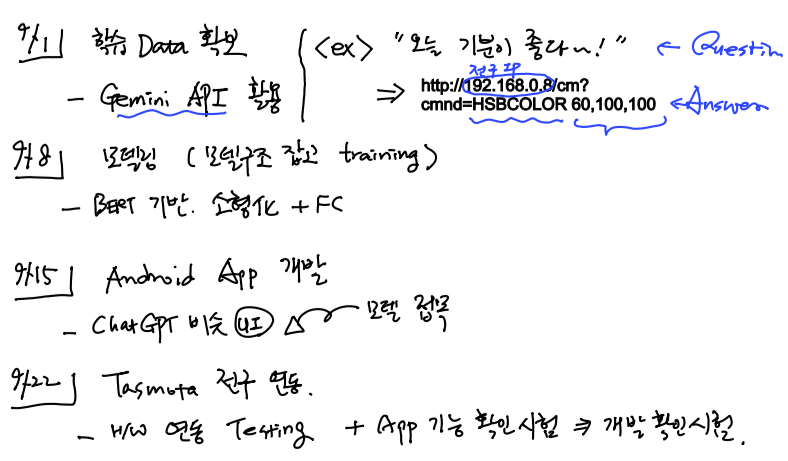 9/1 학습 Data 확보
- Gemini API 활용
<ex> "오늘 기분이 좋다~!" ← Question
전구 IP
⇒ http://192.168.0.8/cm?
cmnd=HSBCOLOR 60,100,100 ← Answer
9/8 모델링 (모델구조 잡고 training)
- BERT 기반. 소형화 + FC
9/15 Android App 개발
- ChatGPT 비슷 UI 모델 접목
9/22 Tasmota 전구 연동.
- H/W 연동 Testing + App 기능 확인시험 ⇒ 개발확인시험.